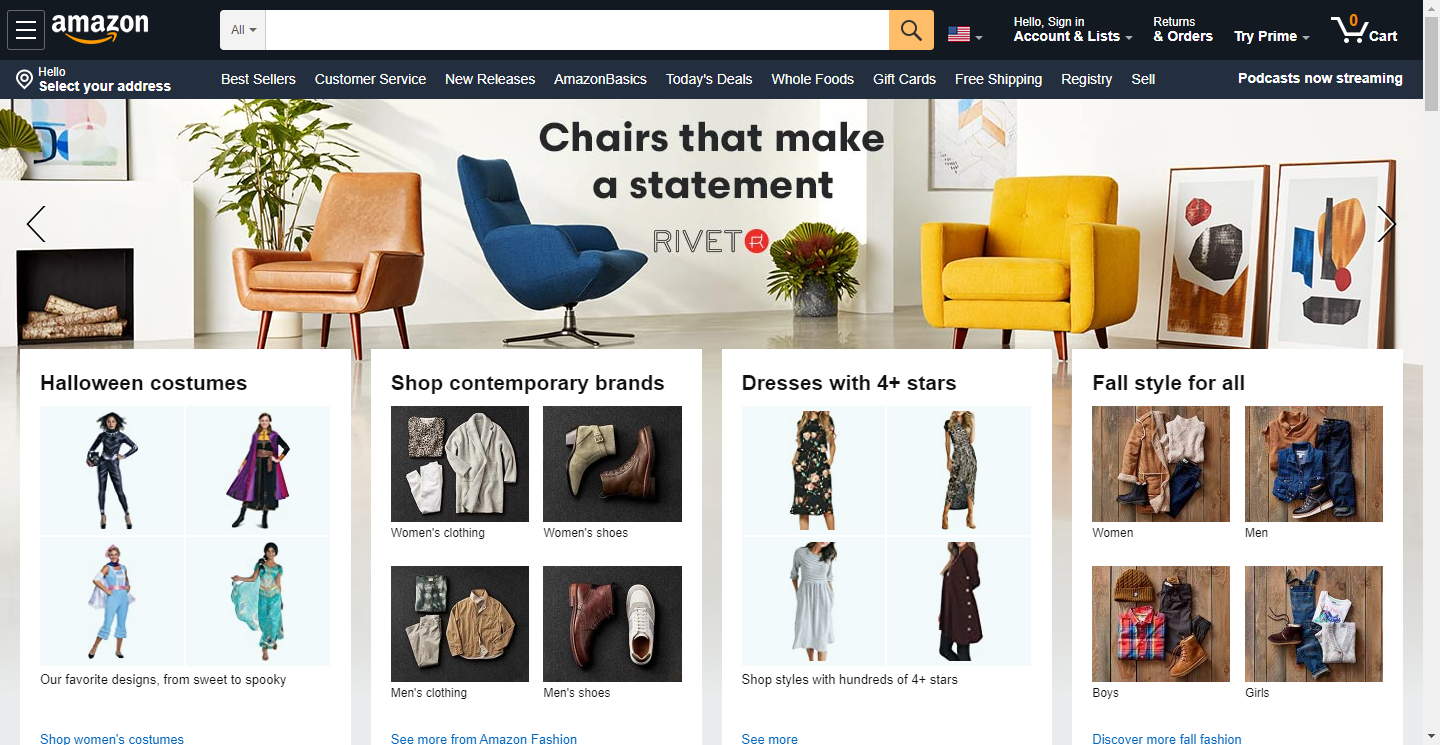 amazon
All
Hello, Sign in
Account & Lists
Returns
& Orders
Try Prime
0
Cart
Hello
Select your address
Best Sellers
Customer Service
New Releases
AmazonBasics
Today's Deals
Whole Foods
Gift Cards
Free Shipping
Registry
Sell
Podcasts now streaming
Chairs that make
a statement
RIVET R
Halloween costumes
Our favorite designs, from sweet to spooky
Shop women's costumes
Shop contemporary brands
Women's clothing
Women's shoes
Men's clothing
Men's shoes
See more from Amazon Fashion
Dresses with 4+ stars
Shop styles with hundreds of 4+ stars
See more
Fall style for all
Women
Men
Boys
Girls
Discover more fall fashion